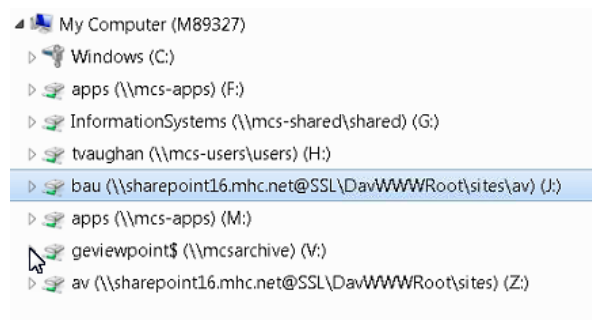 My Computer (M89327)
Windows (C:)
apps (\\mcs-apps) (F:)
InformationSystems (\\mcs-shared\shared) (G:)
tvaughan (\\mcs-users\users) (H:)
bau (\\sharepoint16.mhc.net@SSL\DavWWWRoot\sites\av) (J:)
apps (\\mcs-apps) (M:)
geviewpoint$ (\\mcsarchive) (V:)
av (\\sharepoint16.mhc.net@SSL\DavWWWRoot\sites) (Z:)